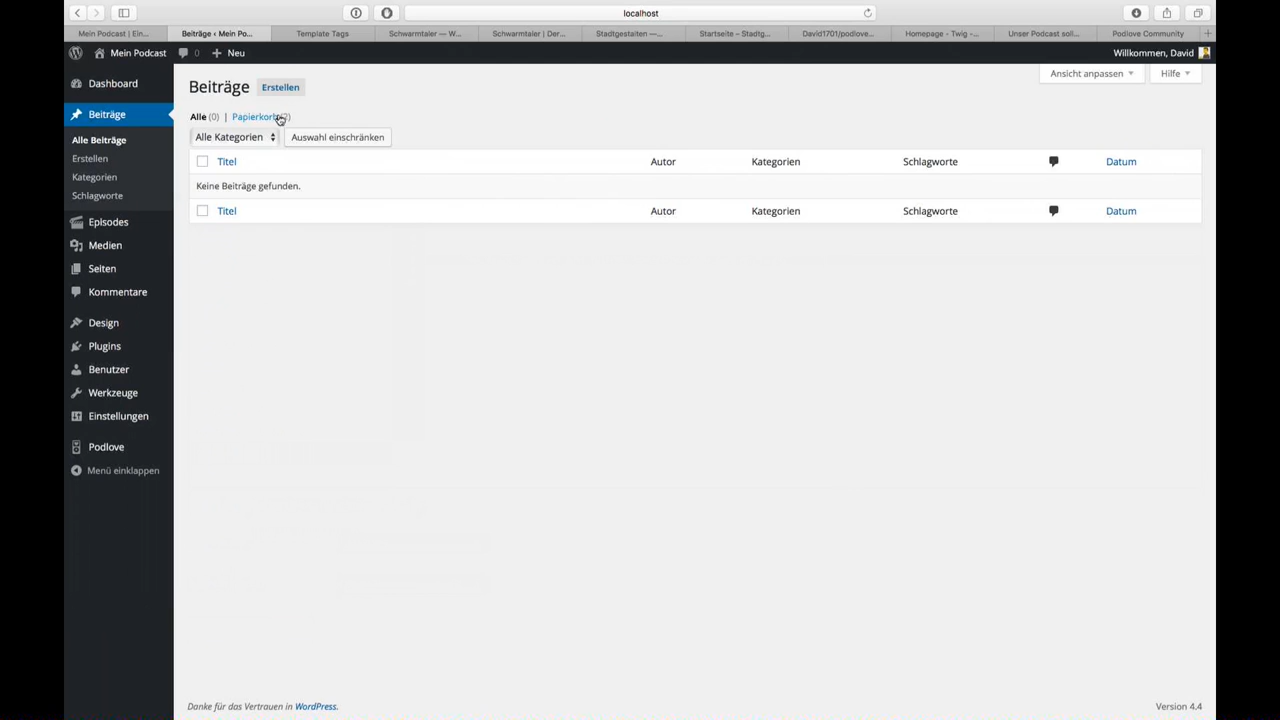 localhost
Mein Podcast | Ein...
Beiträge ‹ Mein Po...
Template Tags
Schwarmtaler — W...
Schwarmtaler | Der...
Stadtgestalten —...
Startseite – Stadtg...
David1701/podlove...
Homepage - Twig -...
Unser Podcast soll...
Podlove Community
Mein Podcast
0
Neu
Willkommen, David
Dashboard
Beiträge
Alle Beiträge
Erstellen
Kategorien
Schlagworte
Episodes
Medien
Seiten
Kommentare
Design
Plugins
Benutzer
Werkzeuge
Einstellungen
Podlove
Menü einklappen
Ansicht anpassen
Hilfe
Beiträge Erstellen
Alle (0) | Papierkorb
Alle Kategorien Auswahl einschränken
Titel Autor Kategorien Schlagworte Datum
Keine Beiträge gefunden.
Titel Autor Kategorien Schlagworte Datum
Danke für das Vertrauen in WordPress.
Version 4.4